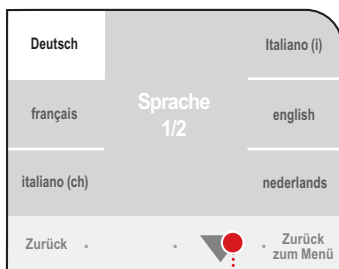 Deutsch
Italiano (i)
Sprache
1/2
français
english
italiano (ch)
nederlands
Zurück
Zurück
zum Menü